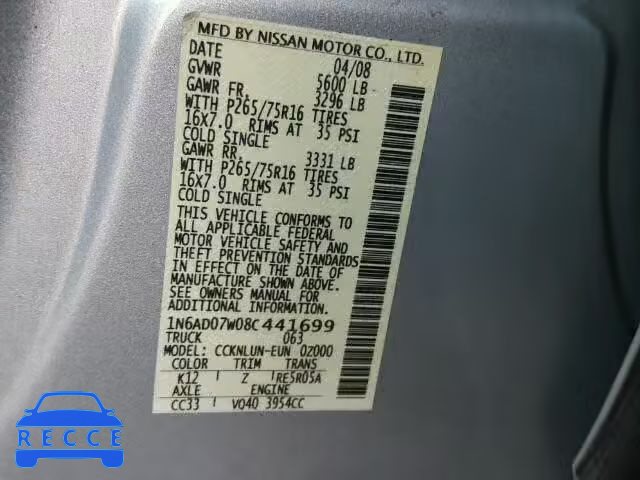 MFD BY NISSAN MOTOR CO., LTD.
DATE 04/08
GVWR 5600 LB
GAWR FR. 3296 LB
WITH P265/75R16 TIRES
16X7.0 RIMS AT 35 PSI
COLD SINGLE
GAWR RR. 3331 LB
WITH P265/75R16 TIRES
16X7.0 RIMS AT 35 PSI
COLD SINGLE
THIS VEHICLE CONFORMS TO
ALL APPLICABLE FEDERAL
MOTOR VEHICLE SAFETY AND
THEFT PREVENTION STANDARDS
IN EFFECT ON THE DATE OF
MANUFACTURE SHOWN ABOVE.
SEE OWNERS MANUAL FOR
ADDITIONAL INFORMATION.
1N6AD07W08C441699
TRUCK 063
MODEL: CCKNLUN-EUN 0Z000
COLOR TRIM TRANS
K12 Z RE5R05A
AXLE ENGINE
CC33 VQ40 3954CC
RECCE